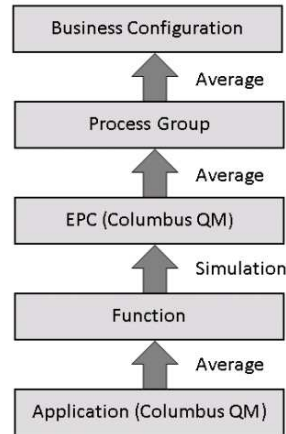 Business Configuration
Average
Process Group
Average
EPC (Columbus QM)
Simulation
Function
Average
Application (Columbus QM)